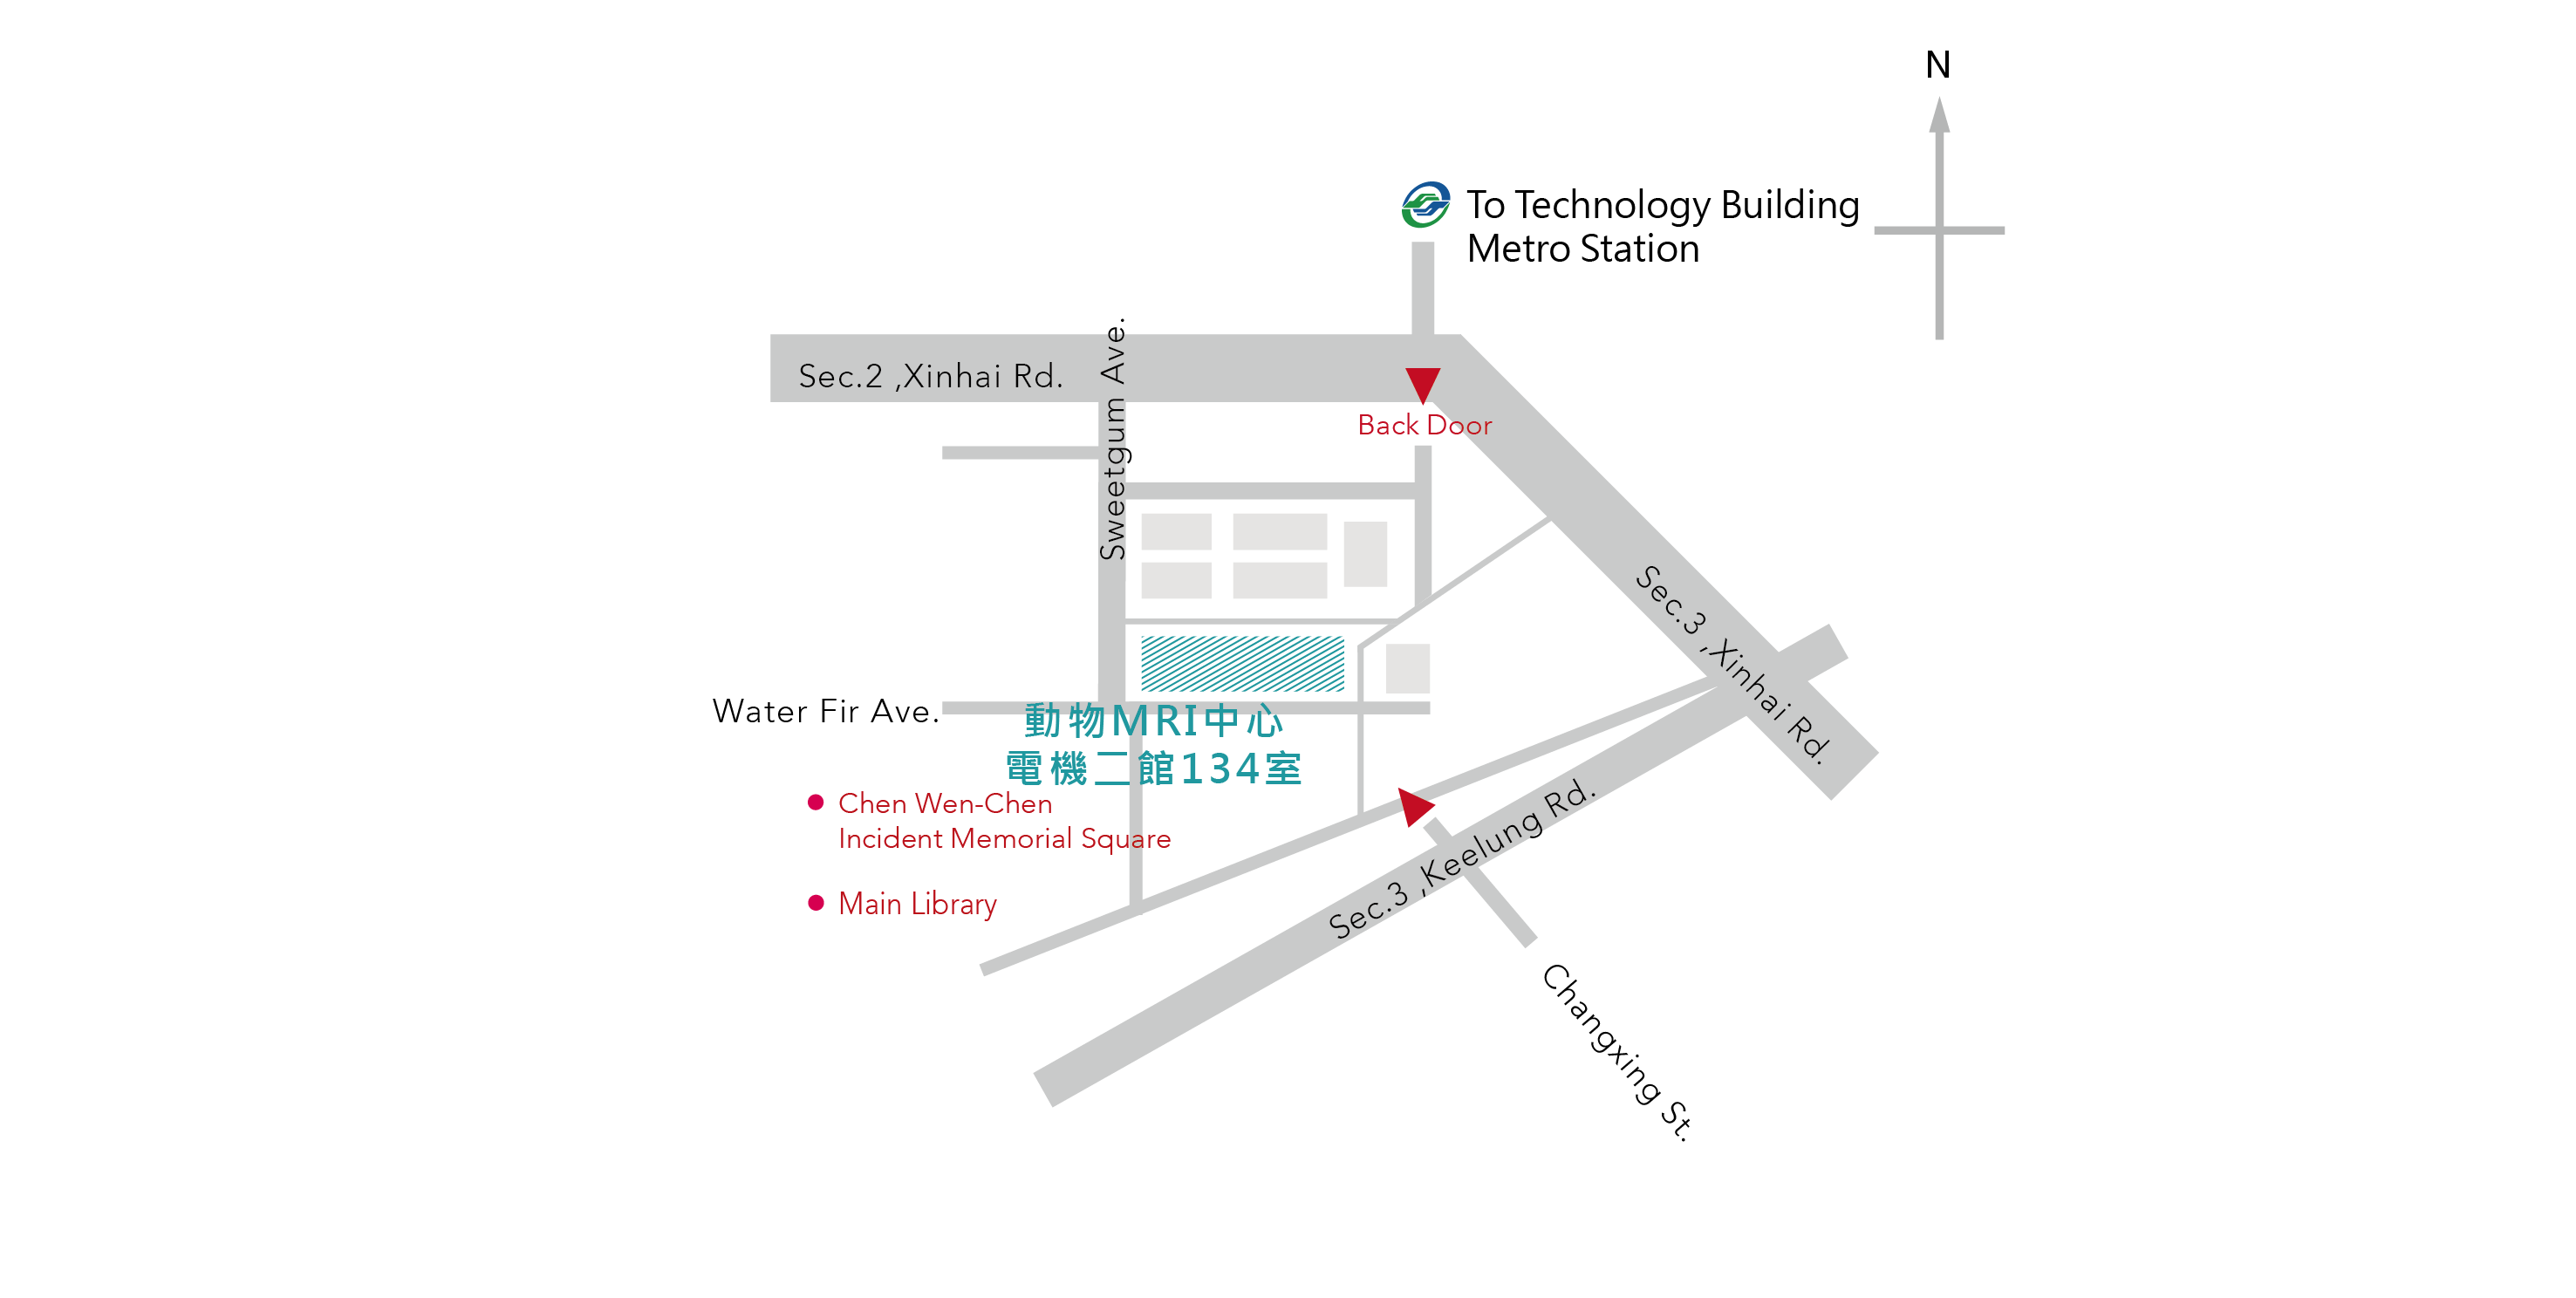 N
To Technology Building
Metro Station
Sec.2 ,Xinhai Rd.
Sweetgum Ave.
Back Door
Sec.3 ,Xinhai Rd.
Water Fir Ave.
動物MRI中心
電機二館134室
Chen Wen-Chen
Incident Memorial Square
Main Library
Sec.3 ,Keelung Rd.
Changxing St.